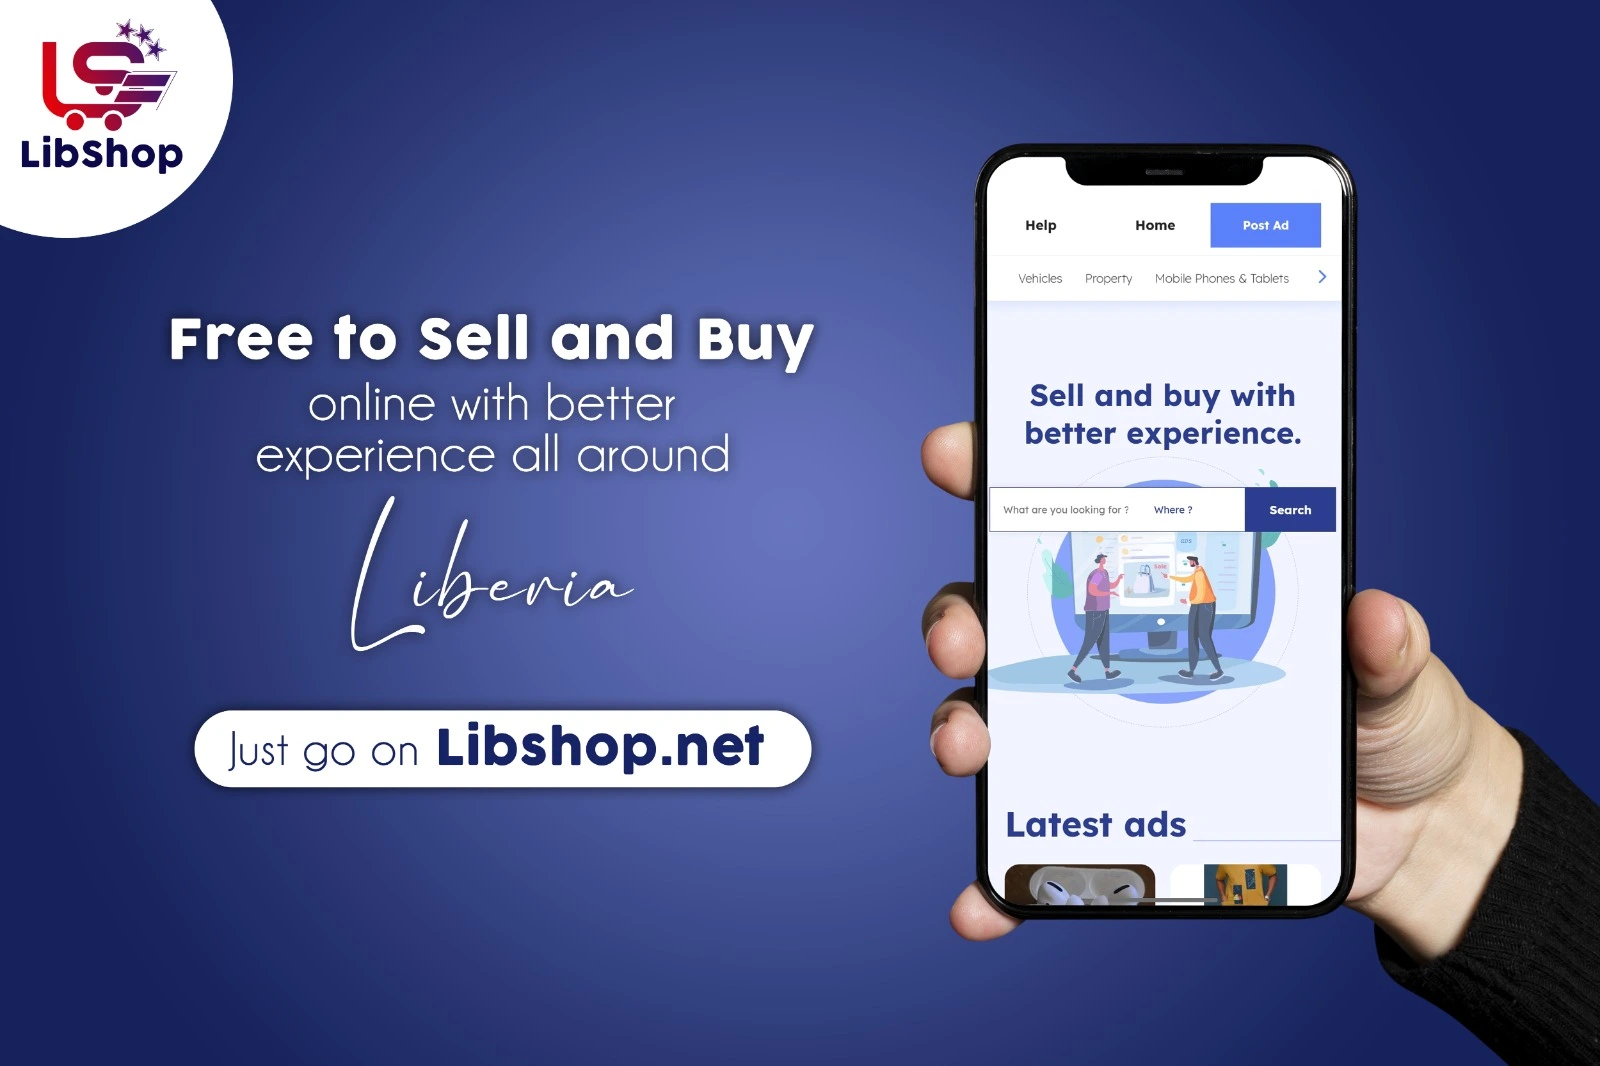 LibShop
Free to Sell and Buy
online with better
experience all around
Liberia
Just go on Libshop.net
Help Home Post Ad
Vehicles Property Mobile Phones & Tablets
Sell and buy with
better experience.
What are you looking for ? Where ? Search
GDS
Sale
Latest ads